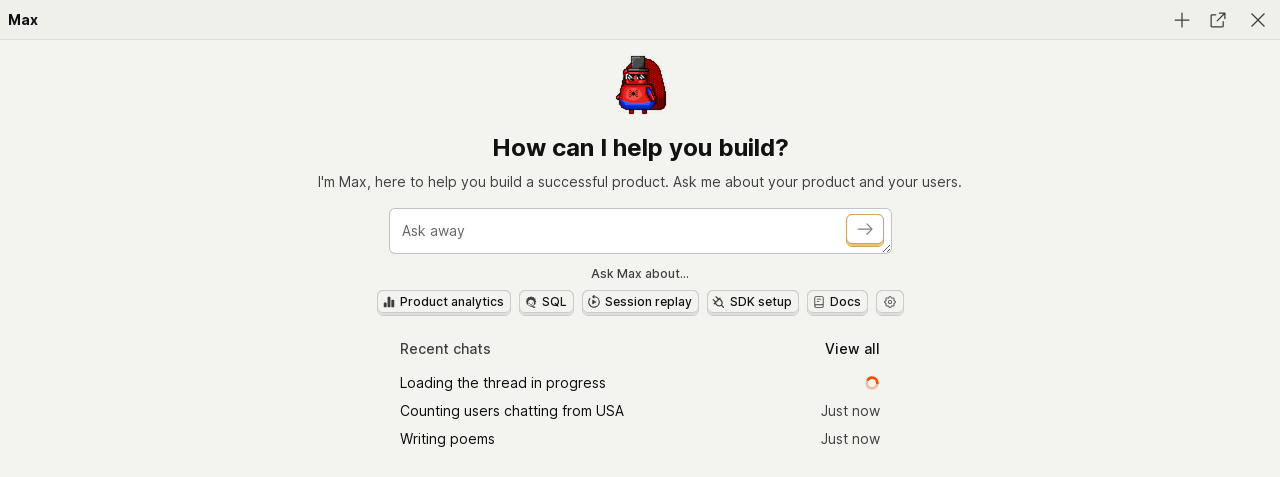 Max
How can I help you build?
I'm Max, here to help you build a successful product. Ask me about your product and your users.
Ask away
Ask Max about...
Product analytics SQL Session replay SDK setup Docs
Recent chats View all
Loading the thread in progress
Counting users chatting from USA Just now
Writing poems Just now